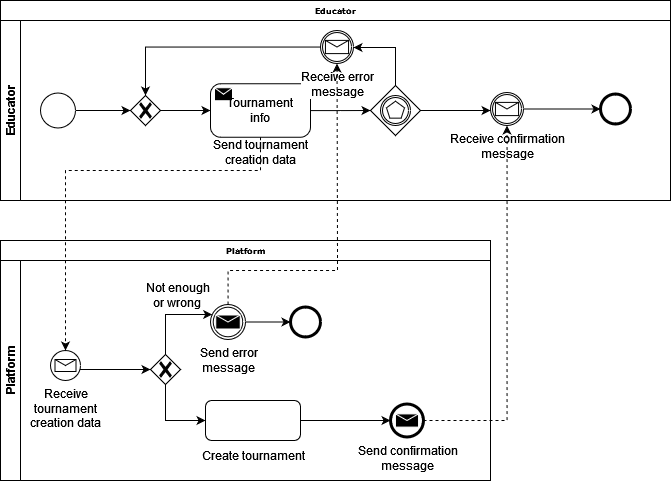 Educator
Educator
Receive error
message
Tournament
info
Send tournament
creation data
Receive confirmation
message
Platform
Platform
Not enough
or wrong
Send error
message
Receive
tournament
creation data
Create tournament
Send confirmation
message